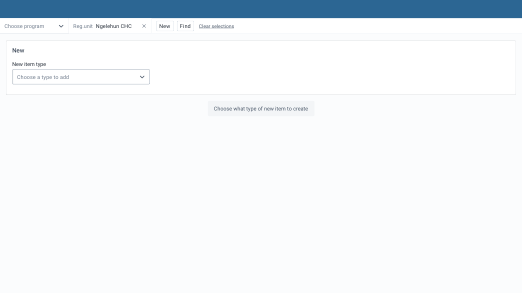 Choose program
Reg unit Ngelehun CHC
New
Find
Clear selections
New
New item type
Choose a type to add
Choose what type of new item to create